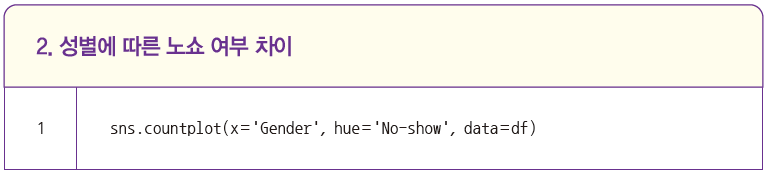 2. 성별에 따른 노쇼 여부 차이
1 sns.countplot(x='Gender', hue='No-show', data=df)